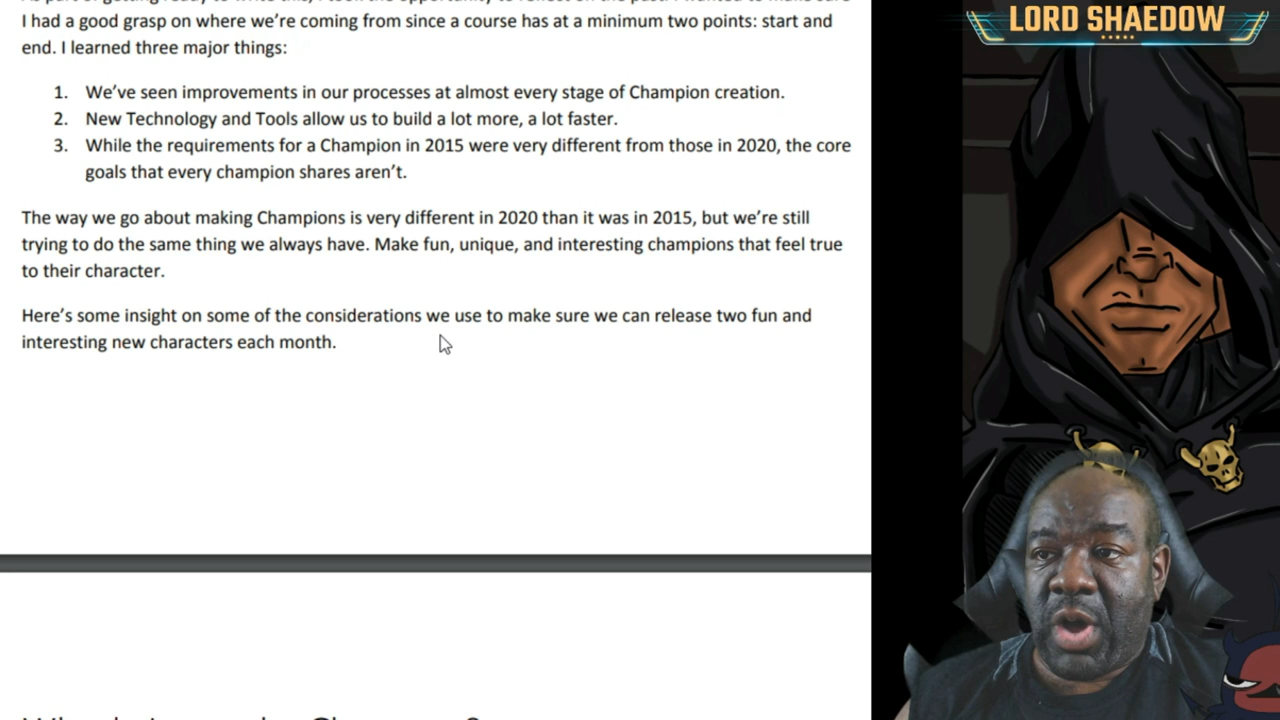 LORD SHAEDOW
I had a good grasp on where we're coming from since a course has at a minimum two points: start and
end. I learned three major things:
1. We've seen improvements in our processes at almost every stage of Champion creation.
2. New Technology and Tools allow us to build a lot more, a lot faster.
3. While the requirements for a Champion in 2015 were very different from those in 2020, the core
goals that every champion shares aren't.
The way we go about making Champions is very different in 2020 than it was in 2015, but we're still
trying to do the same thing we always have. Make fun, unique, and interesting champions that feel true
to their character.
Here's some insight on some of the considerations we use to make sure we can release two fun and
interesting new characters each month.